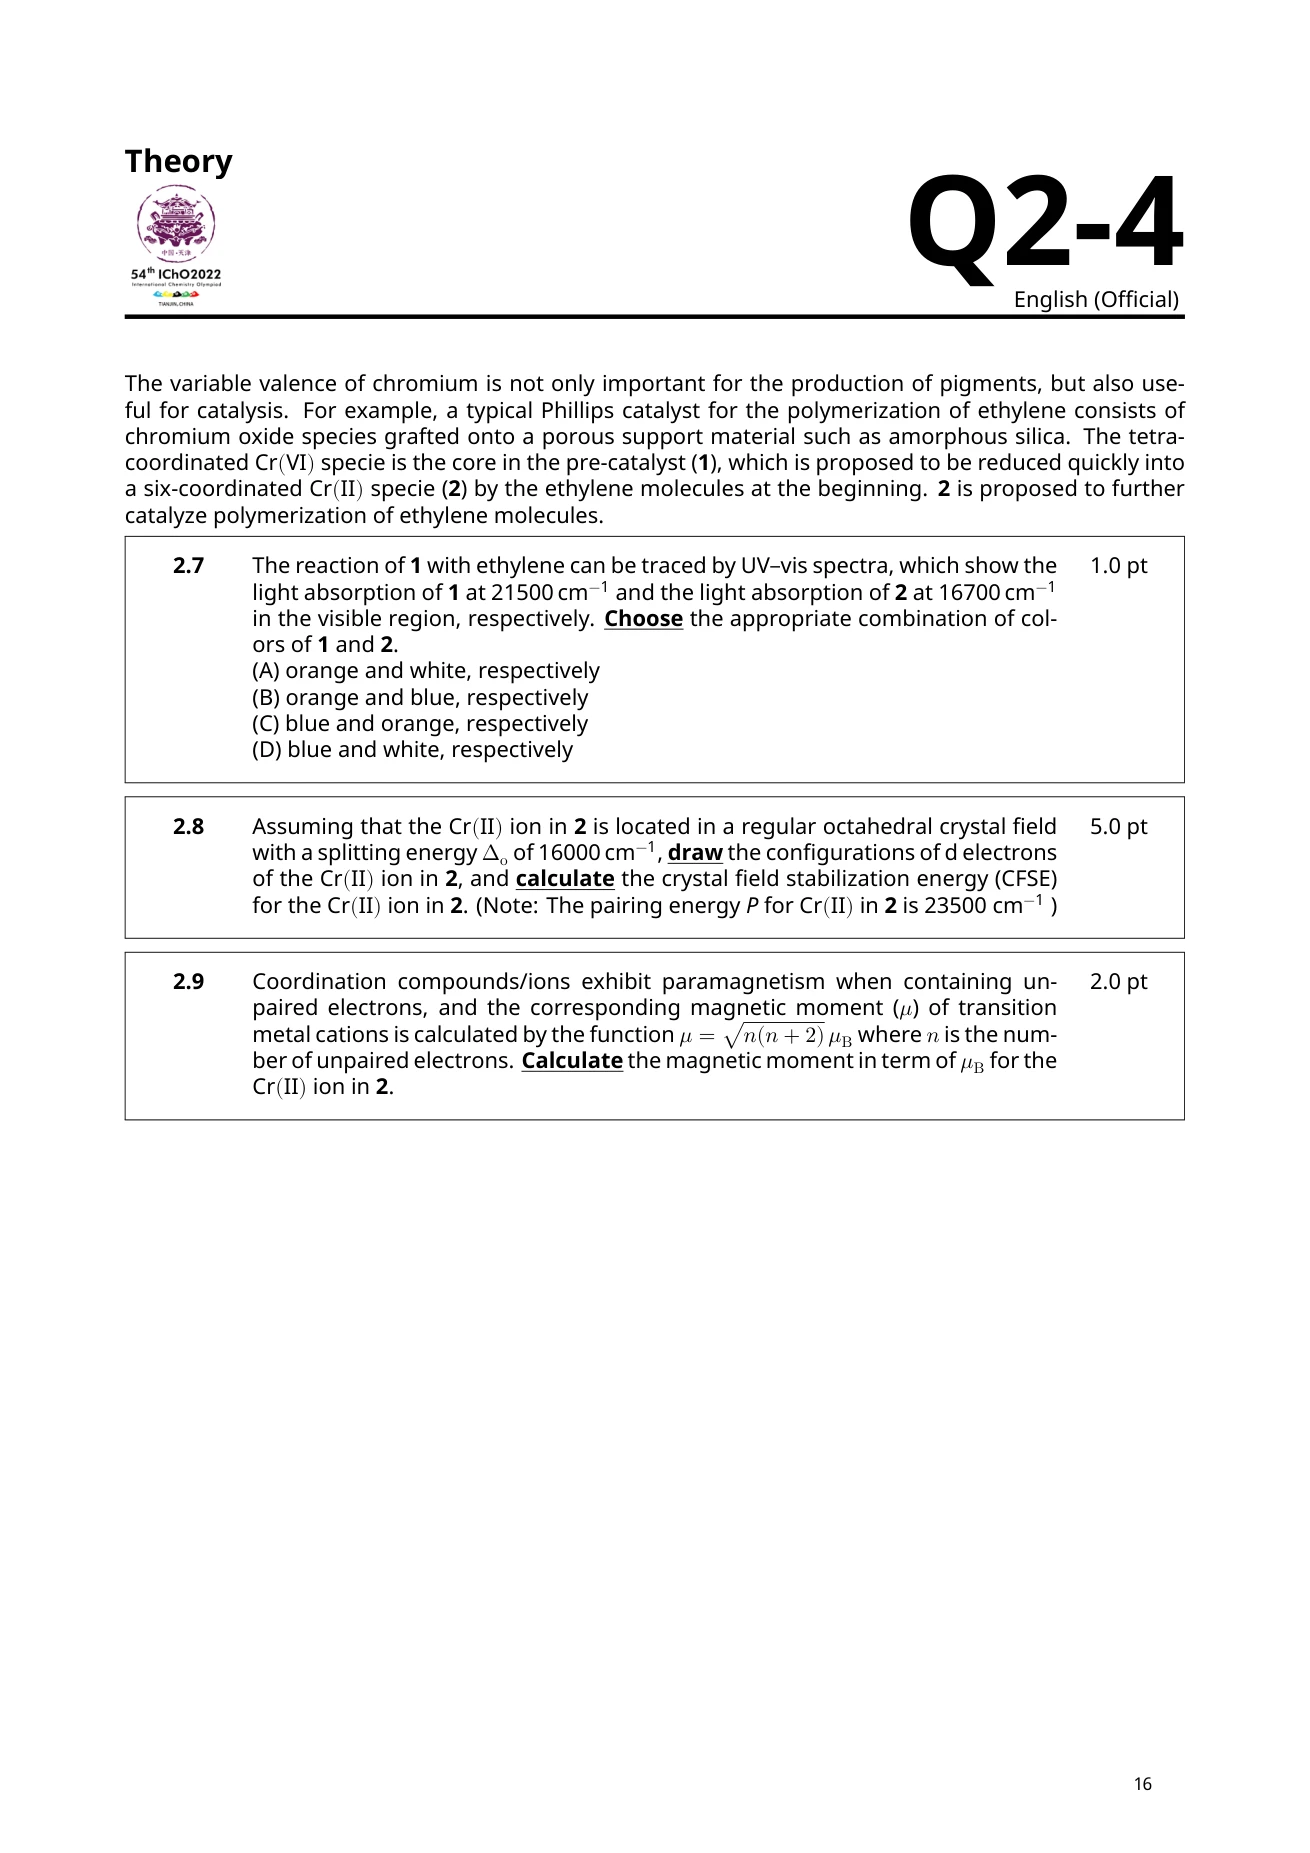 Theory
中国·天津
54th IChO2022
International Chemistry Olympiad
TIANJIN, CHINA
Q2-4
English (Official)
The variable valence of chromium is not only important for the production of pigments, but also use-
ful for catalysis. For example, a typical Phillips catalyst for the polymerization of ethylene consists of
chromium oxide species grafted onto a porous support material such as amorphous silica. The tetra-
coordinated Cr(VI) specie is the core in the pre-catalyst (1), which is proposed to be reduced quickly into
a six-coordinated Cr(II) specie (2) by the ethylene molecules at the beginning. 2 is proposed to further
catalyze polymerization of ethylene molecules.
2.7 The reaction of 1 with ethylene can be traced by UV–vis spectra, which show the 1.0 pt
light absorption of 1 at 21500 cm⁻¹ and the light absorption of 2 at 16700 cm⁻¹
in the visible region, respectively. Choose the appropriate combination of col-
ors of 1 and 2.
(A) orange and white, respectively
(B) orange and blue, respectively
(C) blue and orange, respectively
(D) blue and white, respectively
2.8 Assuming that the Cr(II) ion in 2 is located in a regular octahedral crystal field 5.0 pt
with a splitting energy Δₒ of 16000 cm⁻¹, draw the configurations of d electrons
of the Cr(II) ion in 2, and calculate the crystal field stabilization energy (CFSE)
for the Cr(II) ion in 2. (Note: The pairing energy P for Cr(II) in 2 is 23500 cm⁻¹ )
2.9 Coordination compounds/ions exhibit paramagnetism when containing un- 2.0 pt
paired electrons, and the corresponding magnetic moment (μ) of transition
metal cations is calculated by the function μ = √n(n + 2) μB where n is the num-
ber of unpaired electrons. Calculate the magnetic moment in term of μB for the
Cr(II) ion in 2.
16